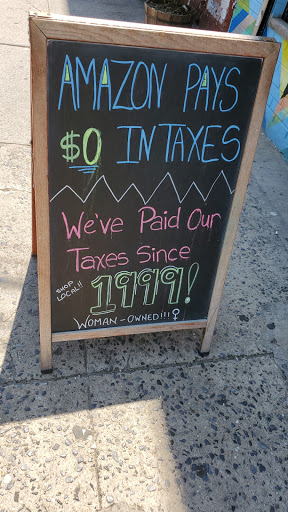 AMAZON PAYS
$0 IN TAXES
We've Paid Our
Taxes Since
SHOP
LOCAL!!
1999!
WOMAN-OWNED!!! ♀